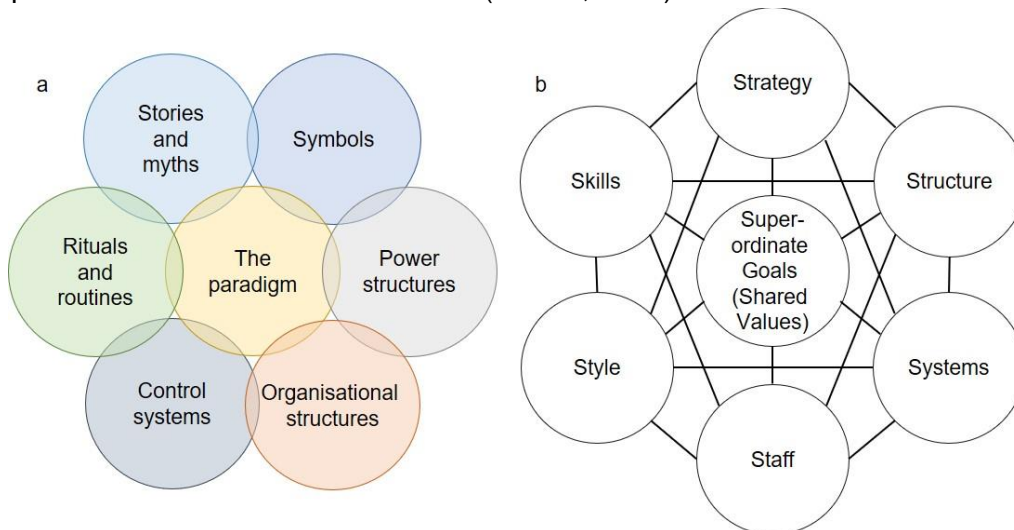 a
Stories
and
myths
Symbols
Rituals
and
routines
The
paradigm
Power
structures
Control
systems
Organisational
structures
b
Strategy
Skills
Structure
Super-
ordinate
Goals
(Shared
Values)
Style
Systems
Staff